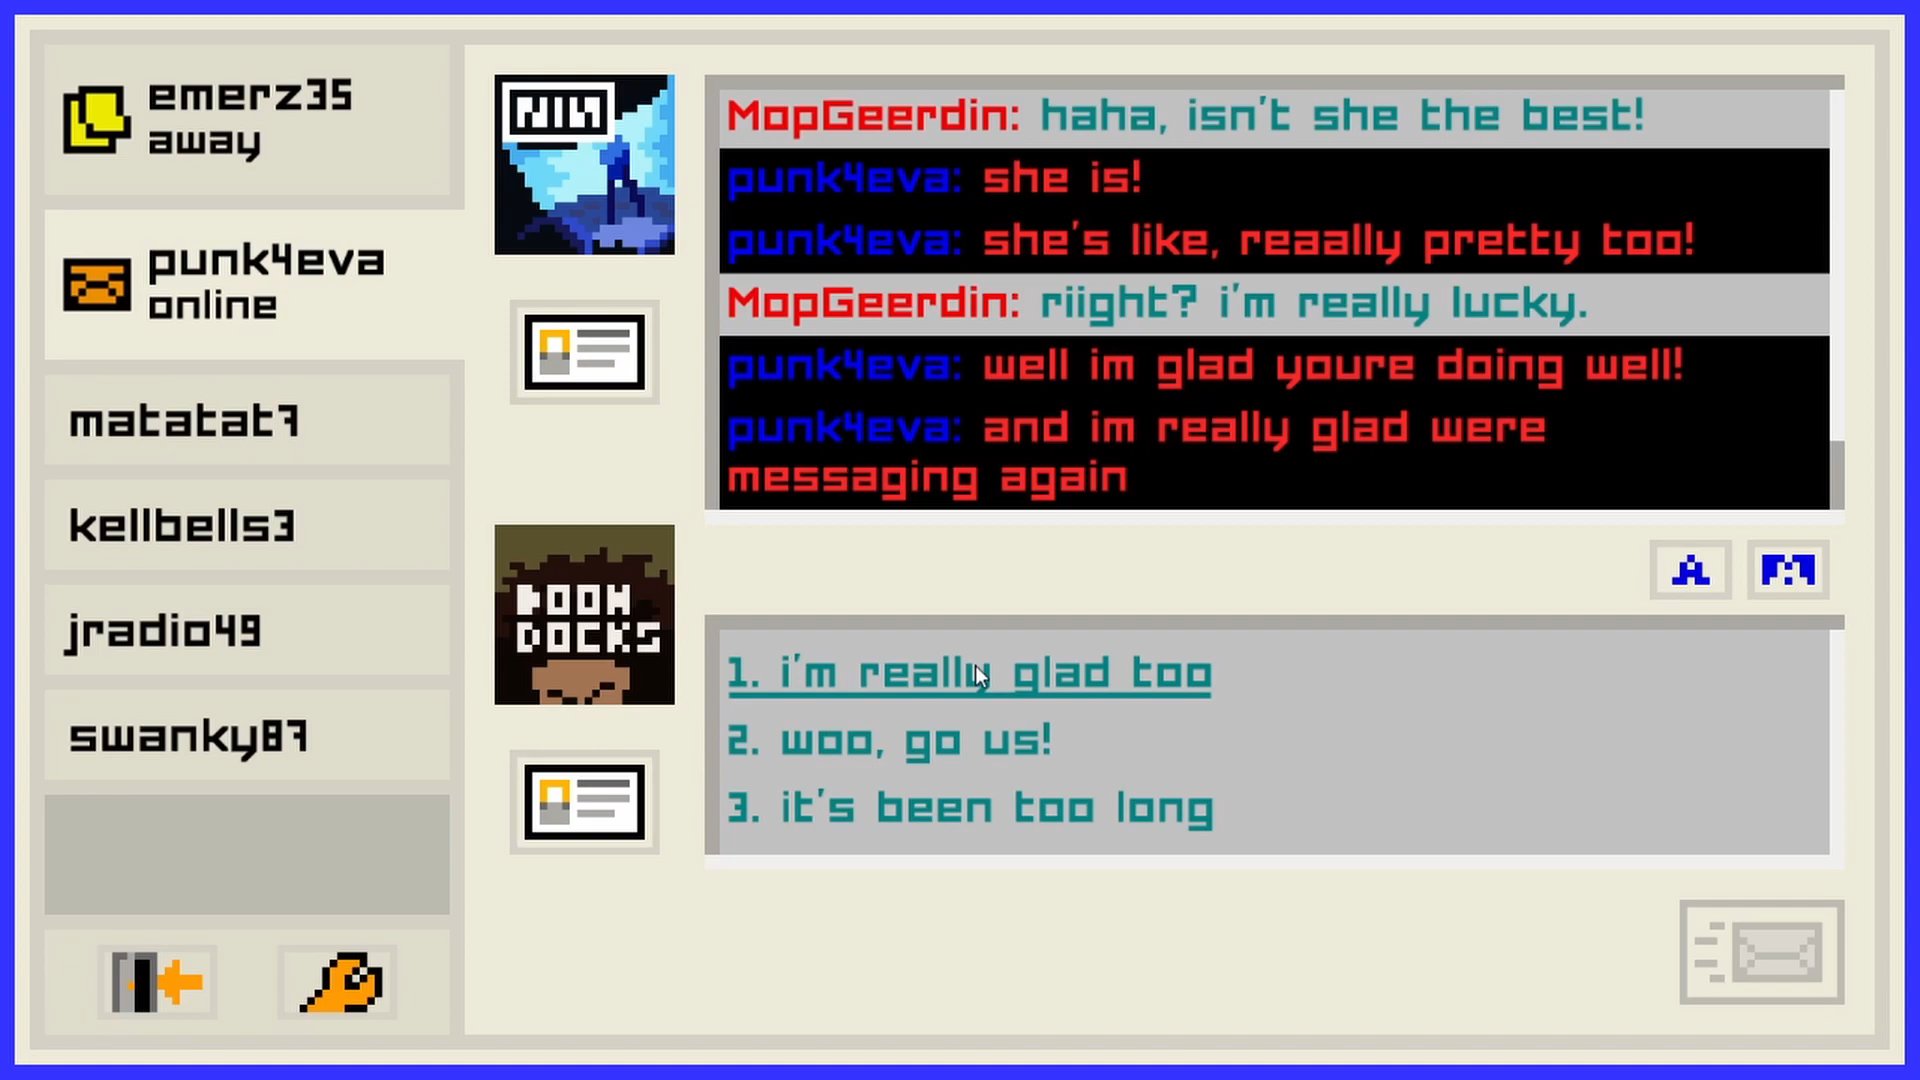 emerz35
away
punk4eva
online
matatat7
kellbells3
jradio49
swanky87
NIN
MopGeerdin: haha, isn't she the best!
punk4eva: she is!
punk4eva: she's like, reaally pretty too!
MopGeerdin: riight? i'm really lucky.
punk4eva: well im glad youre doing well!
punk4eva: and im really glad were
messaging again
A M
BOON
DOCKS
1. i'm really glad too
2. woo, go us!
3. it's been too long